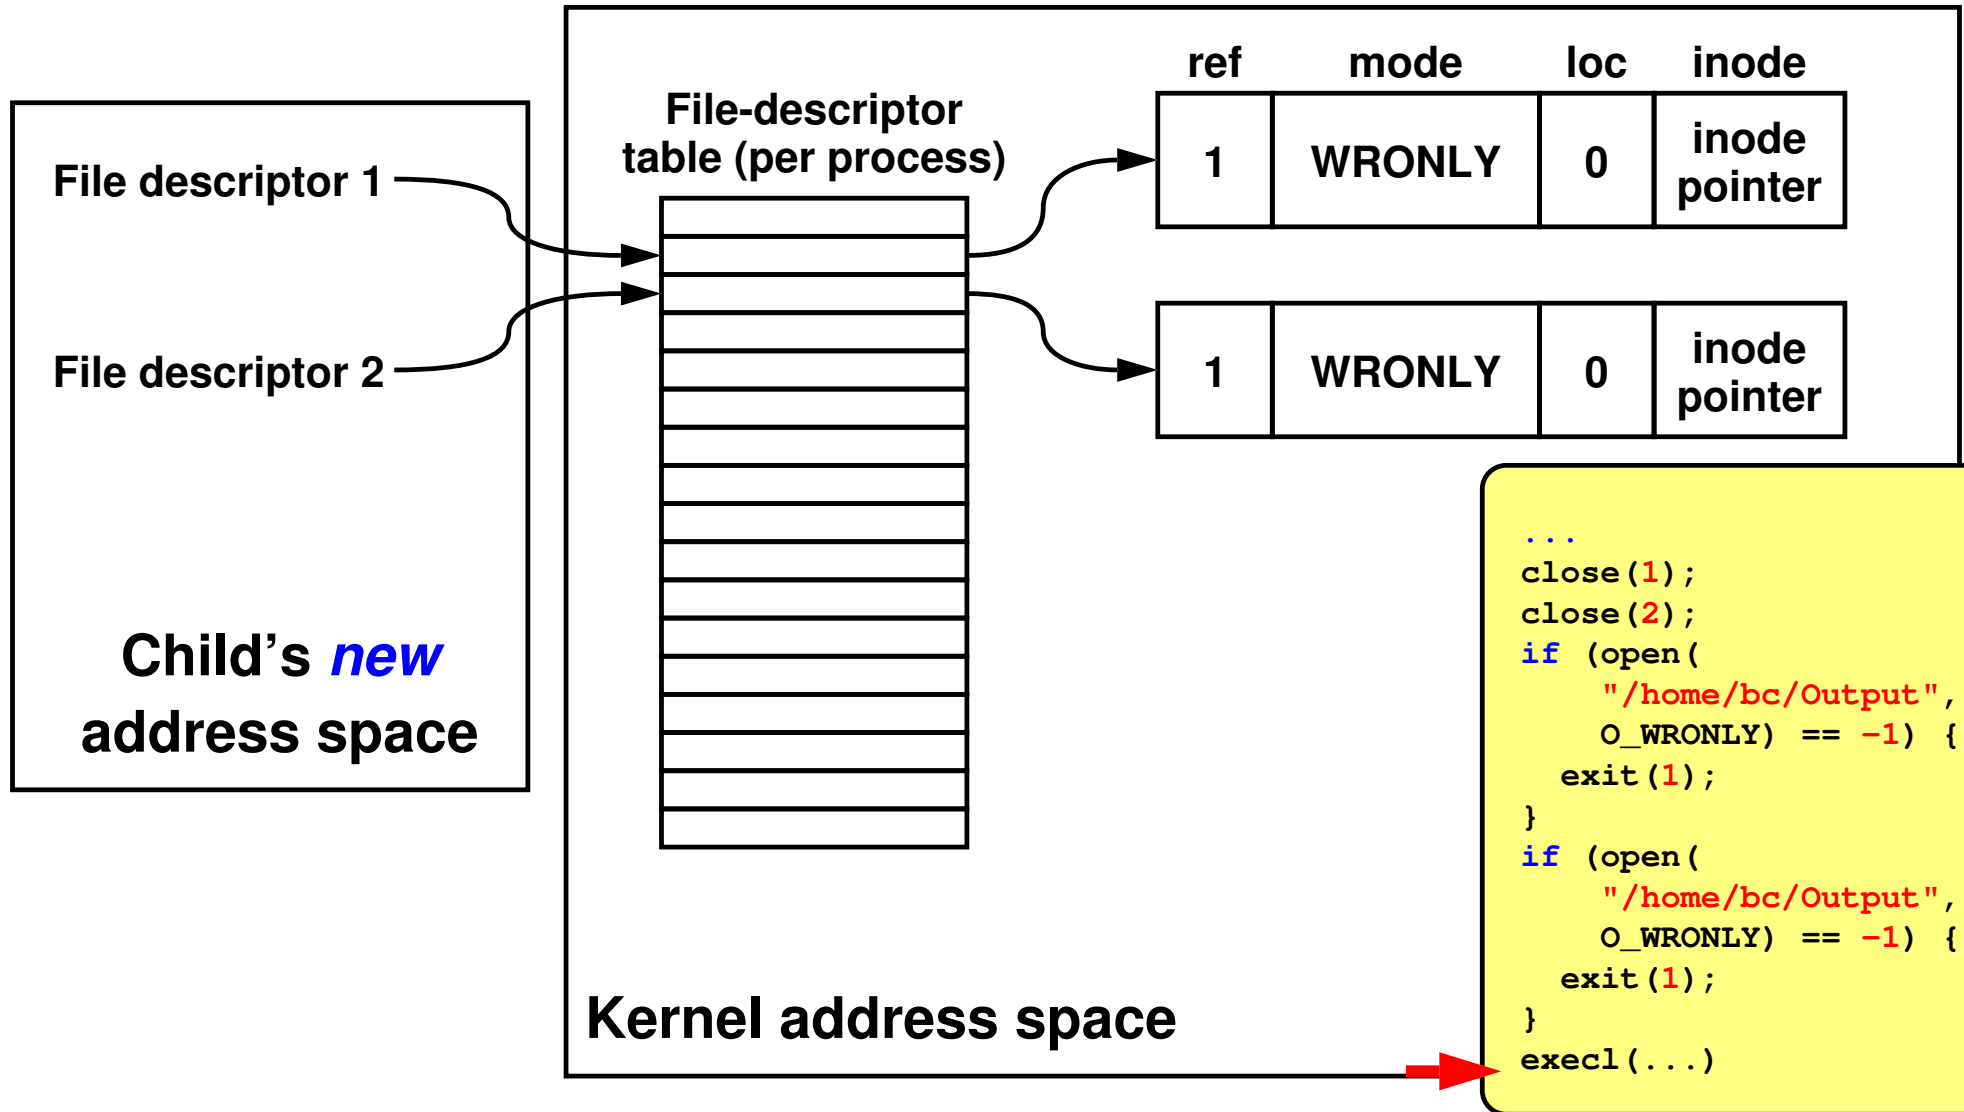 ref mode loc inode
File-descriptor
table (per process)
1 WRONLY 0 inode
pointer
File descriptor 1
1 WRONLY 0 inode
pointer
File descriptor 2
Child’s new
address space
Kernel address space
...
close(1);
close(2);
if (open(
    "/home/bc/Output",
    O_WRONLY) == −1) {
  exit(1);
}
if (open(
    "/home/bc/Output",
    O_WRONLY) == −1) {
  exit(1);
}
execl(...)